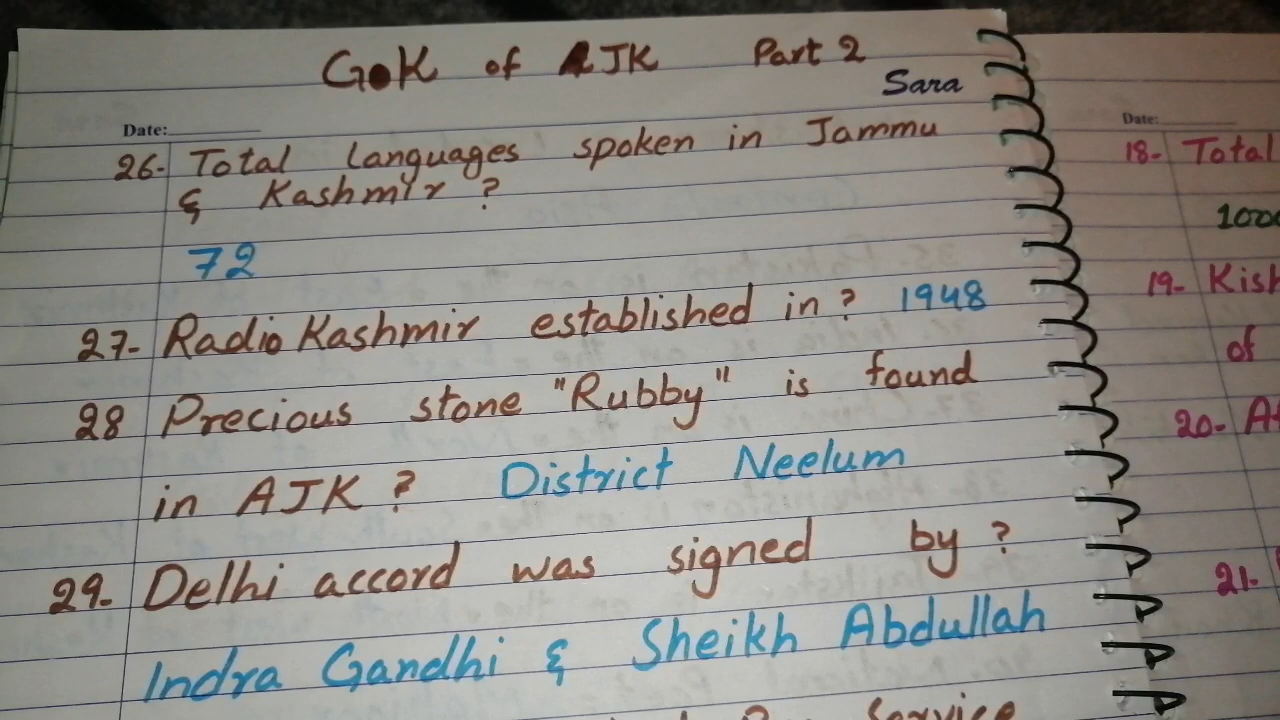 GOK of AJK Part 2
Sara
Date:
26- Total languages spoken in Jammu
& Kashmir ?
72
27- Radio Kashmir established in ? 1948
28 Precious stone "Rubby" is found
in AJK ? District Neelum
29- Delhi accord was signed by ?
Indra Gandhi & Sheikh Abdullah
Service
Date:
18- Total
1000
19- Kish
of
20- A
21-